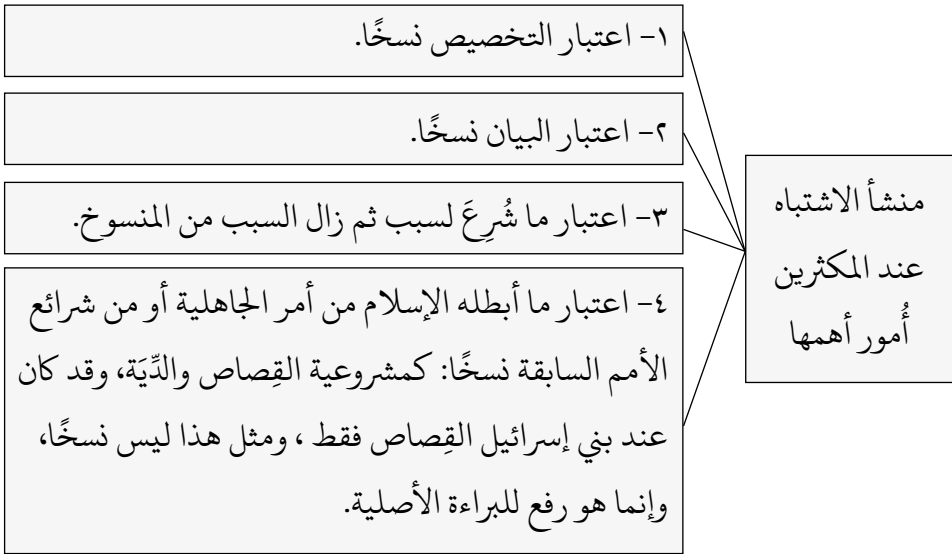 منشأ الاشتباه
عند المكثرين
أُمور أهمها
١- اعتبار التخصيص نسخًا.
٢- اعتبار البيان نسخًا.
٣- اعتبار ما شُرِعَ لسبب ثم زال السبب من المنسوخ.
٤- اعتبار ما أبطله الإسلام من أمر الجاهلية أو من شرائع
الأمم السابقة نسخًا: كمشروعية القِصاص والدِّيَة، وقد كان
عند بني إسرائيل القِصاص فقط ، ومثل هذا ليس نسخًا،
وإنما هو رفع للبراءة الأصلية.